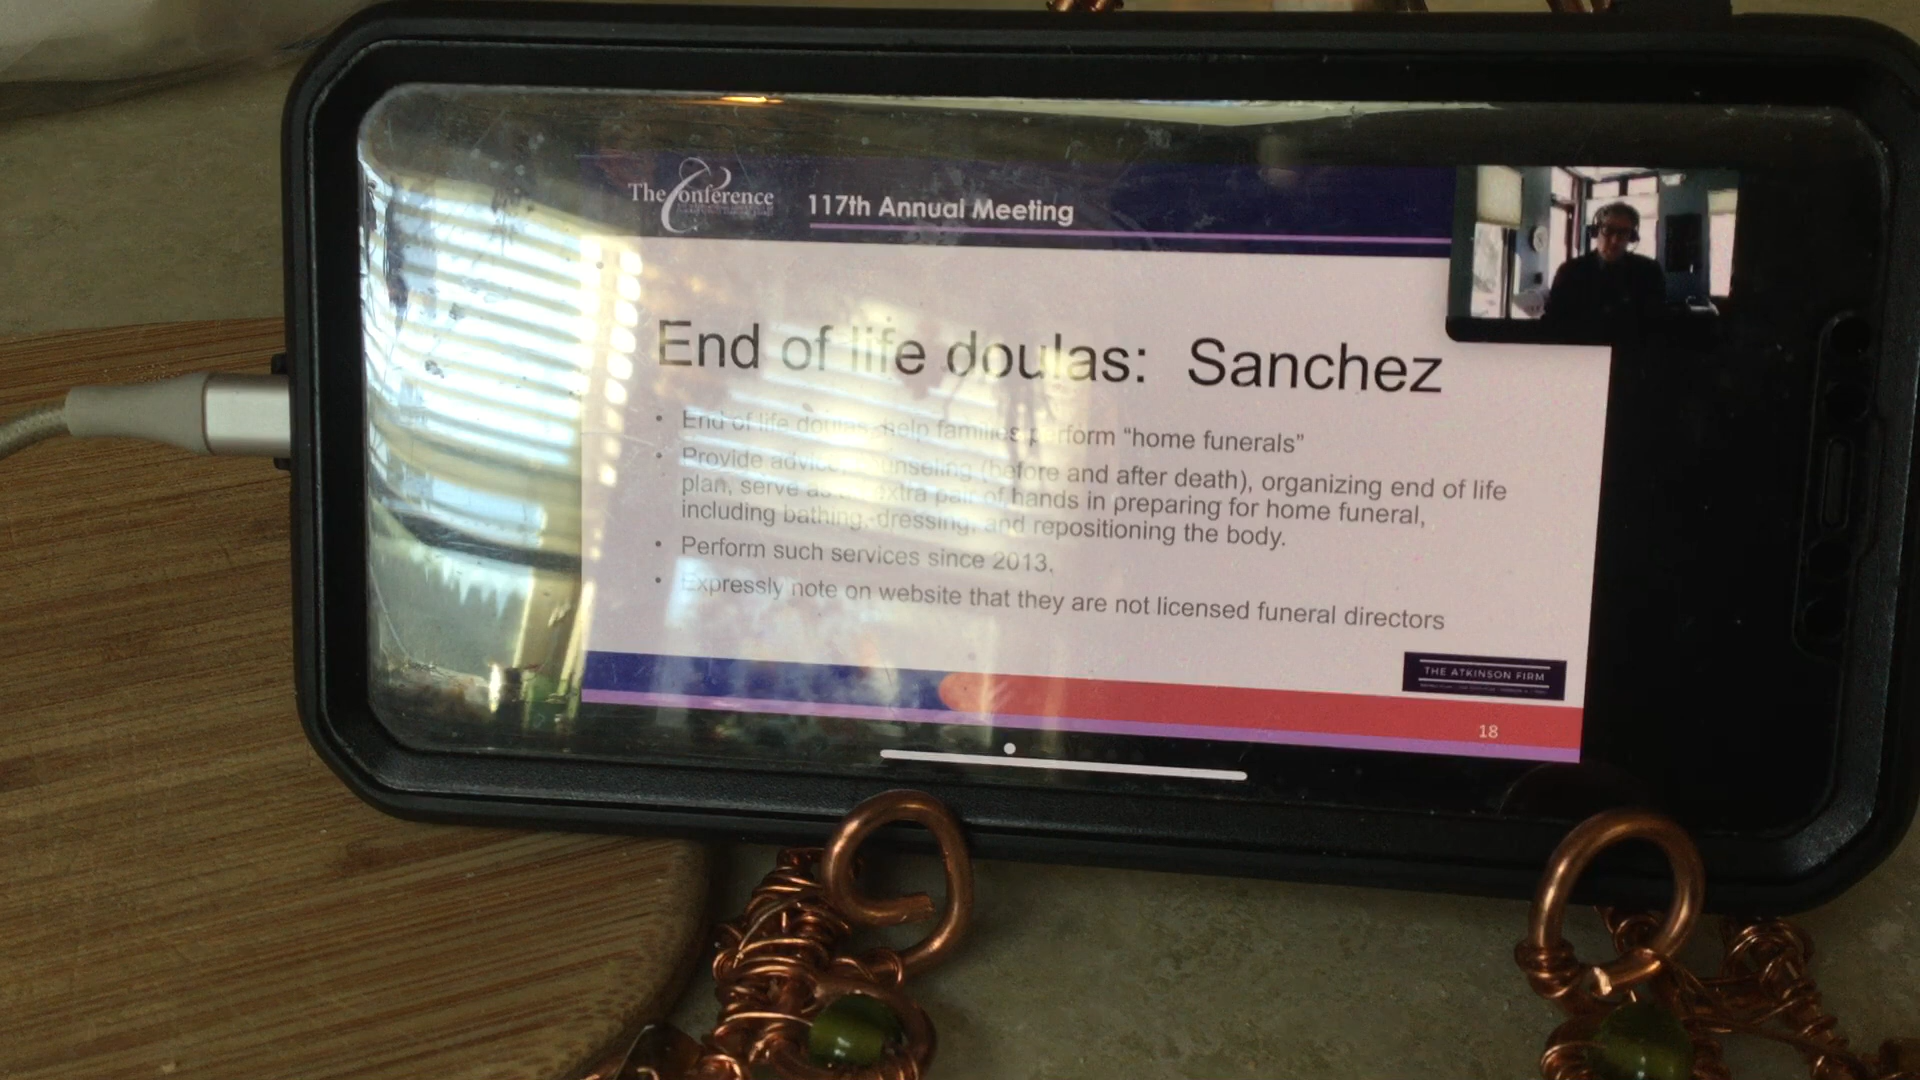 The Conference
117th Annual Meeting
End of life doulas: Sanchez
• End of life doulas help families perform “home funerals”
• Provide advice, counseling (before and after death), organizing end of life
plan, serve as an extra pair of hands in preparing for home funeral,
including bathing, dressing, and repositioning the body.
• Perform such services since 2013.
• Expressly note on website that they are not licensed funeral directors
THE ATKINSON FIRM
18